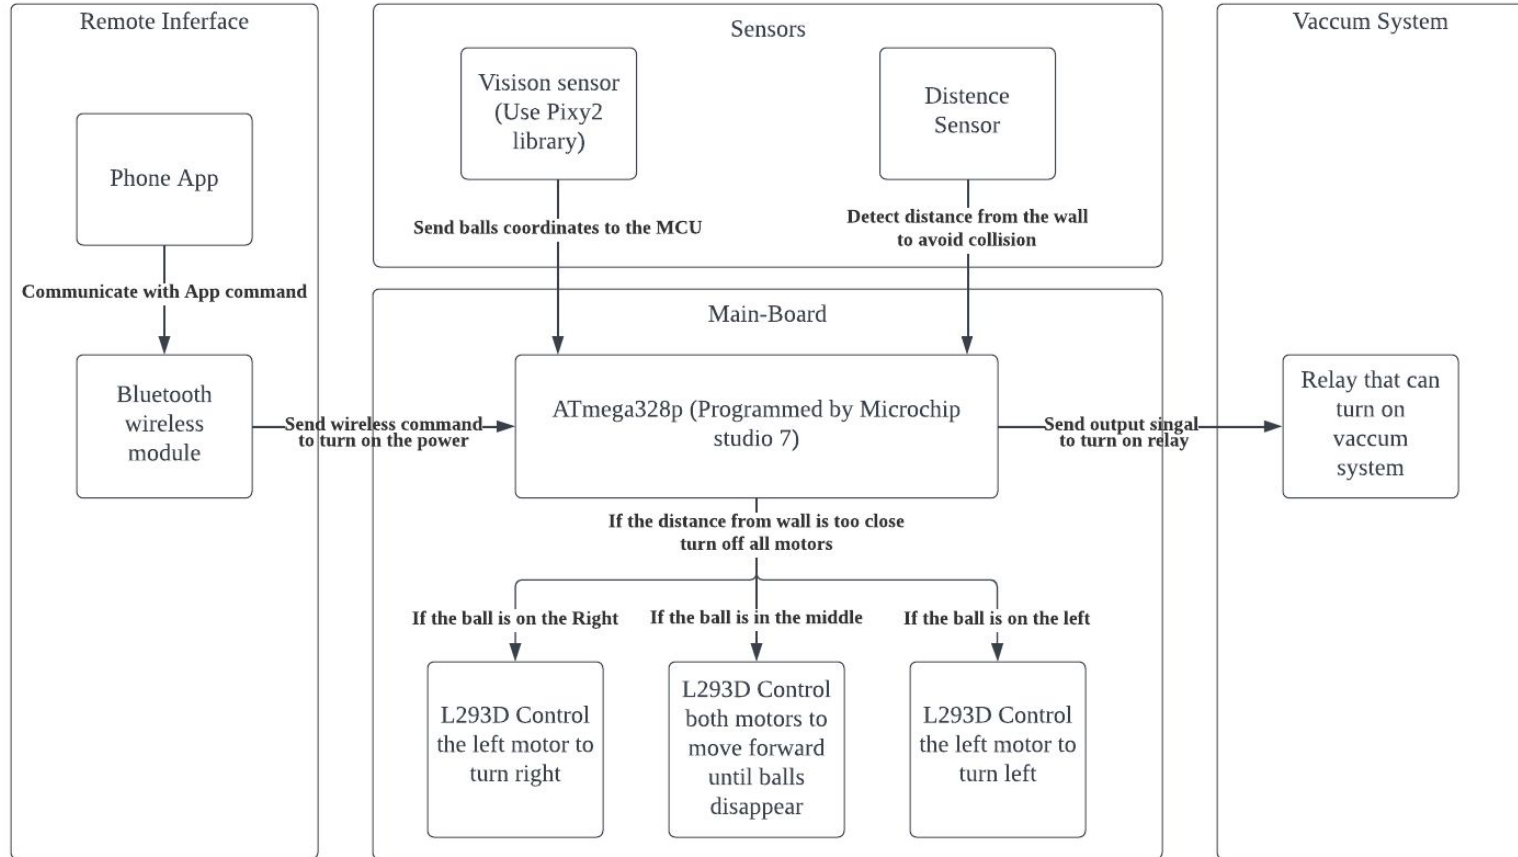 Remote Inferface
Sensors
Vaccum System
Visison sensor
(Use Pixy2
library)
Distence
Sensor
Phone App
Send balls coordinates to the MCU
Detect distance from the wall
to avoid collision
Communicate with App command
Main-Board
Bluetooth
wireless
module
Send wireless command
to turn on the power
ATmega328p (Programmed by Microchip
studio 7)
Send output singal
to turn on relay
Relay that can
turn on
vaccum
system
If the distance from wall is too close
turn off all motors
If the ball is on the Right
If the ball is in the middle
If the ball is on the left
L293D Control
the left motor to
turn right
L293D Control
both motors to
move forward
until balls
disappear
L293D Control
the left motor to
turn left